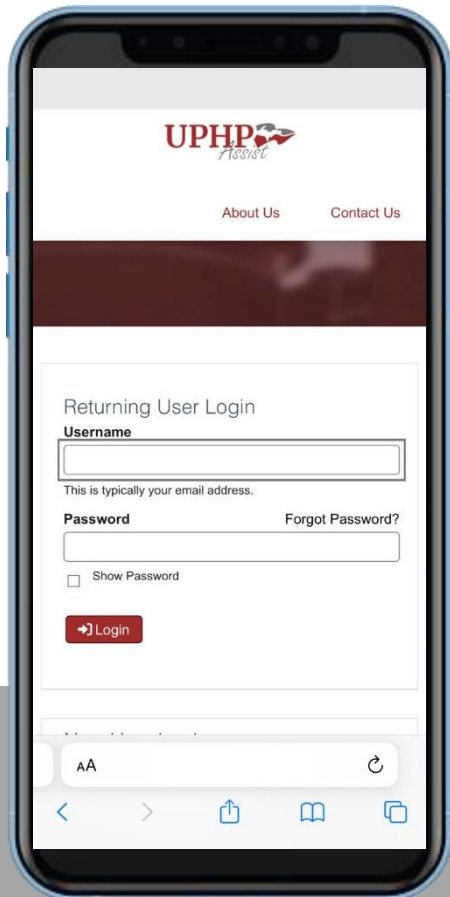 UPHP
Assist
About Us Contact Us
Returning User Login
Username
This is typically your email address.
Password Forgot Password?
Show Password
Login
AA